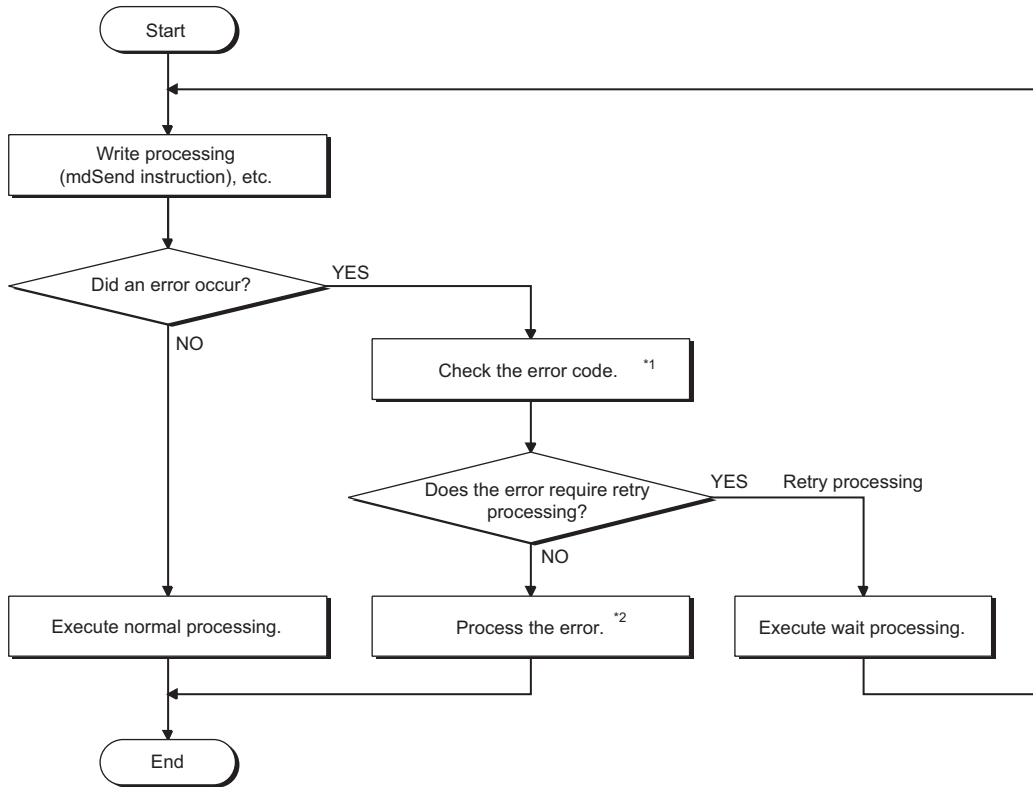 Start
Write processing
(mdSend instruction), etc.
Did an error occur?
YES
NO
Check the error code. *1
Does the error require retry
processing?
YES
Retry processing
NO
Execute normal processing.
Process the error. *2
Execute wait processing.
End